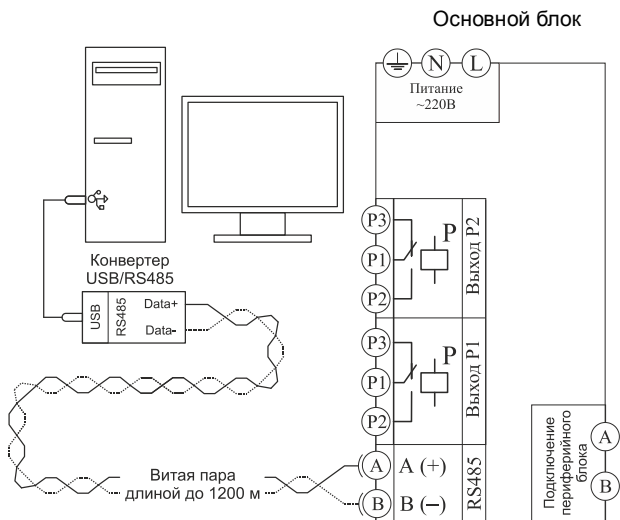 Основной блок
N
L
Питание
~220В
P3
P1
P2
P
Выход P2
Конвертер
USB/RS485
USB
RS485
Data+
Data-
P3
P1
P2
P
Выход P1
Витая пара
длиной до 1200 м
A
A (+)
B
B (–)
RS485
Подключение
периферийного
блока
A
B